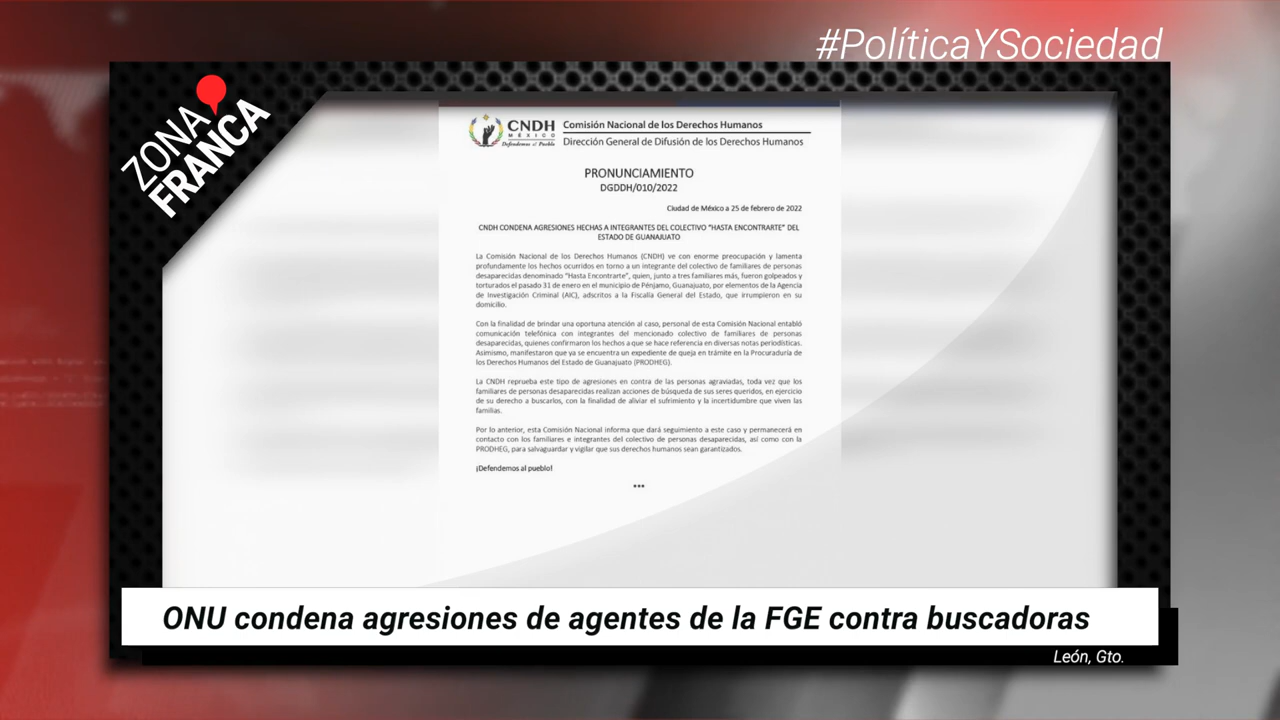 #PolíticaYSociedad
ZONA
FRANCA
CNDH
MÉXICO
Defendemos al Pueblo
Comisión Nacional de los Derechos Humanos
Dirección General de Difusión de los Derechos Humanos
PRONUNCIAMIENTO
DGDDH/010/2022
Ciudad de México a 25 de febrero de 2022
CNDH CONDENA AGRESIONES HECHAS A INTEGRANTES DEL COLECTIVO "HASTA ENCONTRARTE" DEL
ESTADO DE GUANAJUATO
La Comisión Nacional de los Derechos Humanos (CNDH) ve con enorme preocupación y lamenta
profundamente los hechos ocurridos en torno a un integrante del colectivo de familiares de personas
desaparecidas denominado "Hasta Encontrarte", quien, junto a tres familiares más, fueron golpeados y
torturados el pasado 31 de enero en el municipio de Pénjamo, Guanajuato, por elementos de la Agencia
de Investigación Criminal (AIC), adscritos a la Fiscalía General del Estado, que irrumpieron en su
domicilio.
Con la finalidad de brindar una oportuna atención al caso, personal de esta Comisión Nacional entabló
comunicación telefónica con integrantes del mencionado colectivo de familiares de personas
desaparecidas, quienes confirmaron los hechos a que se hace referencia en diversas notas periodísticas.
Asimismo, manifestaron que ya se encuentra un expediente de queja en trámite en la Procuraduría de
los Derechos Humanos del Estado de Guanajuato (PRODHEG).
La CNDH reprueba este tipo de agresiones en contra de las personas agraviadas, toda vez que los
familiares de personas desaparecidas realizan acciones de búsqueda de sus seres queridos, en ejercicio
de su derecho a buscarlos, con la finalidad de aliviar el sufrimiento y la incertidumbre que viven las
familias.
Por lo anterior, esta Comisión Nacional informa que dará seguimiento a este caso y permanecerá en
contacto con los familiares e integrantes del colectivo de personas desaparecidas, así como con la
PRODHEG, para salvaguardar y vigilar que sus derechos humanos sean garantizados.
¡Defendemos al pueblo!
***
ONU condena agresiones de agentes de la FGE contra buscadoras
León, Gto.